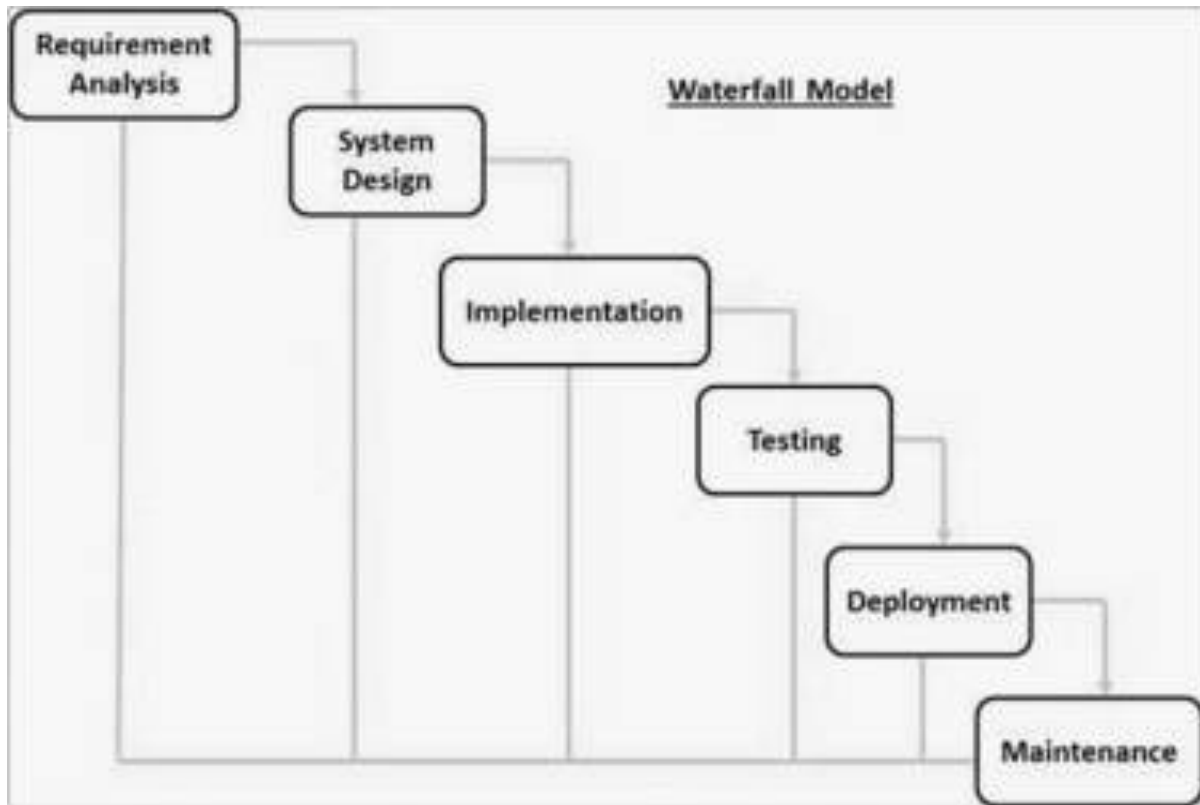 Requirement
Analysis
Waterfall Model
System
Design
Implementation
Testing
Deployment
Maintenance